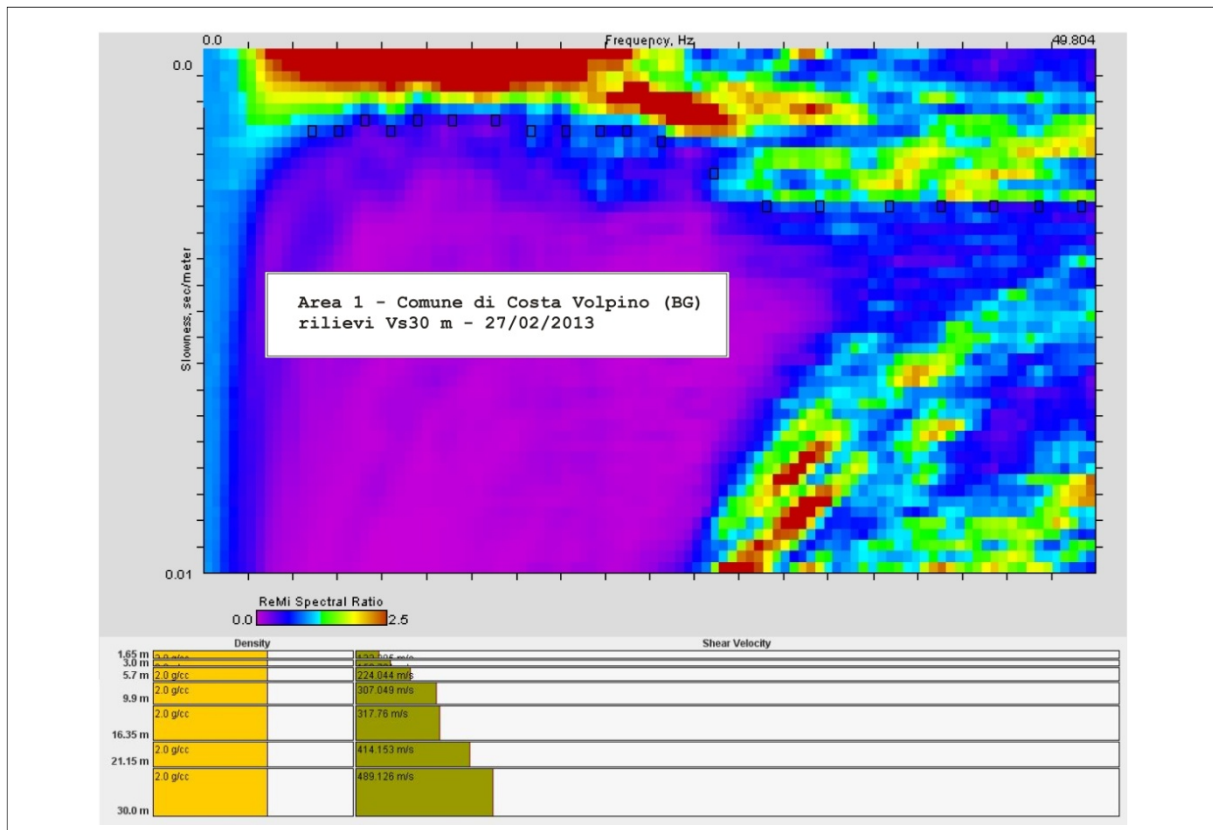 0.0 Frequency, Hz 49.804
0.0
Slowness, sec/meter
Area 1 - Comune di Costa Volpino (BG)
rilievi Vs30 m - 27/02/2013
0.01
ReMi Spectral Ratio
0.0 2.5
Density Shear Velocity
1.65 m
3.0 m
5.7 m 2.0 g/cc 224.044 m/s
2.0 g/cc 307.049 m/s
9.9 m
2.0 g/cc 317.76 m/s
16.35 m
2.0 g/cc 414.153 m/s
21.15 m
2.0 g/cc 489.126 m/s
30.0 m